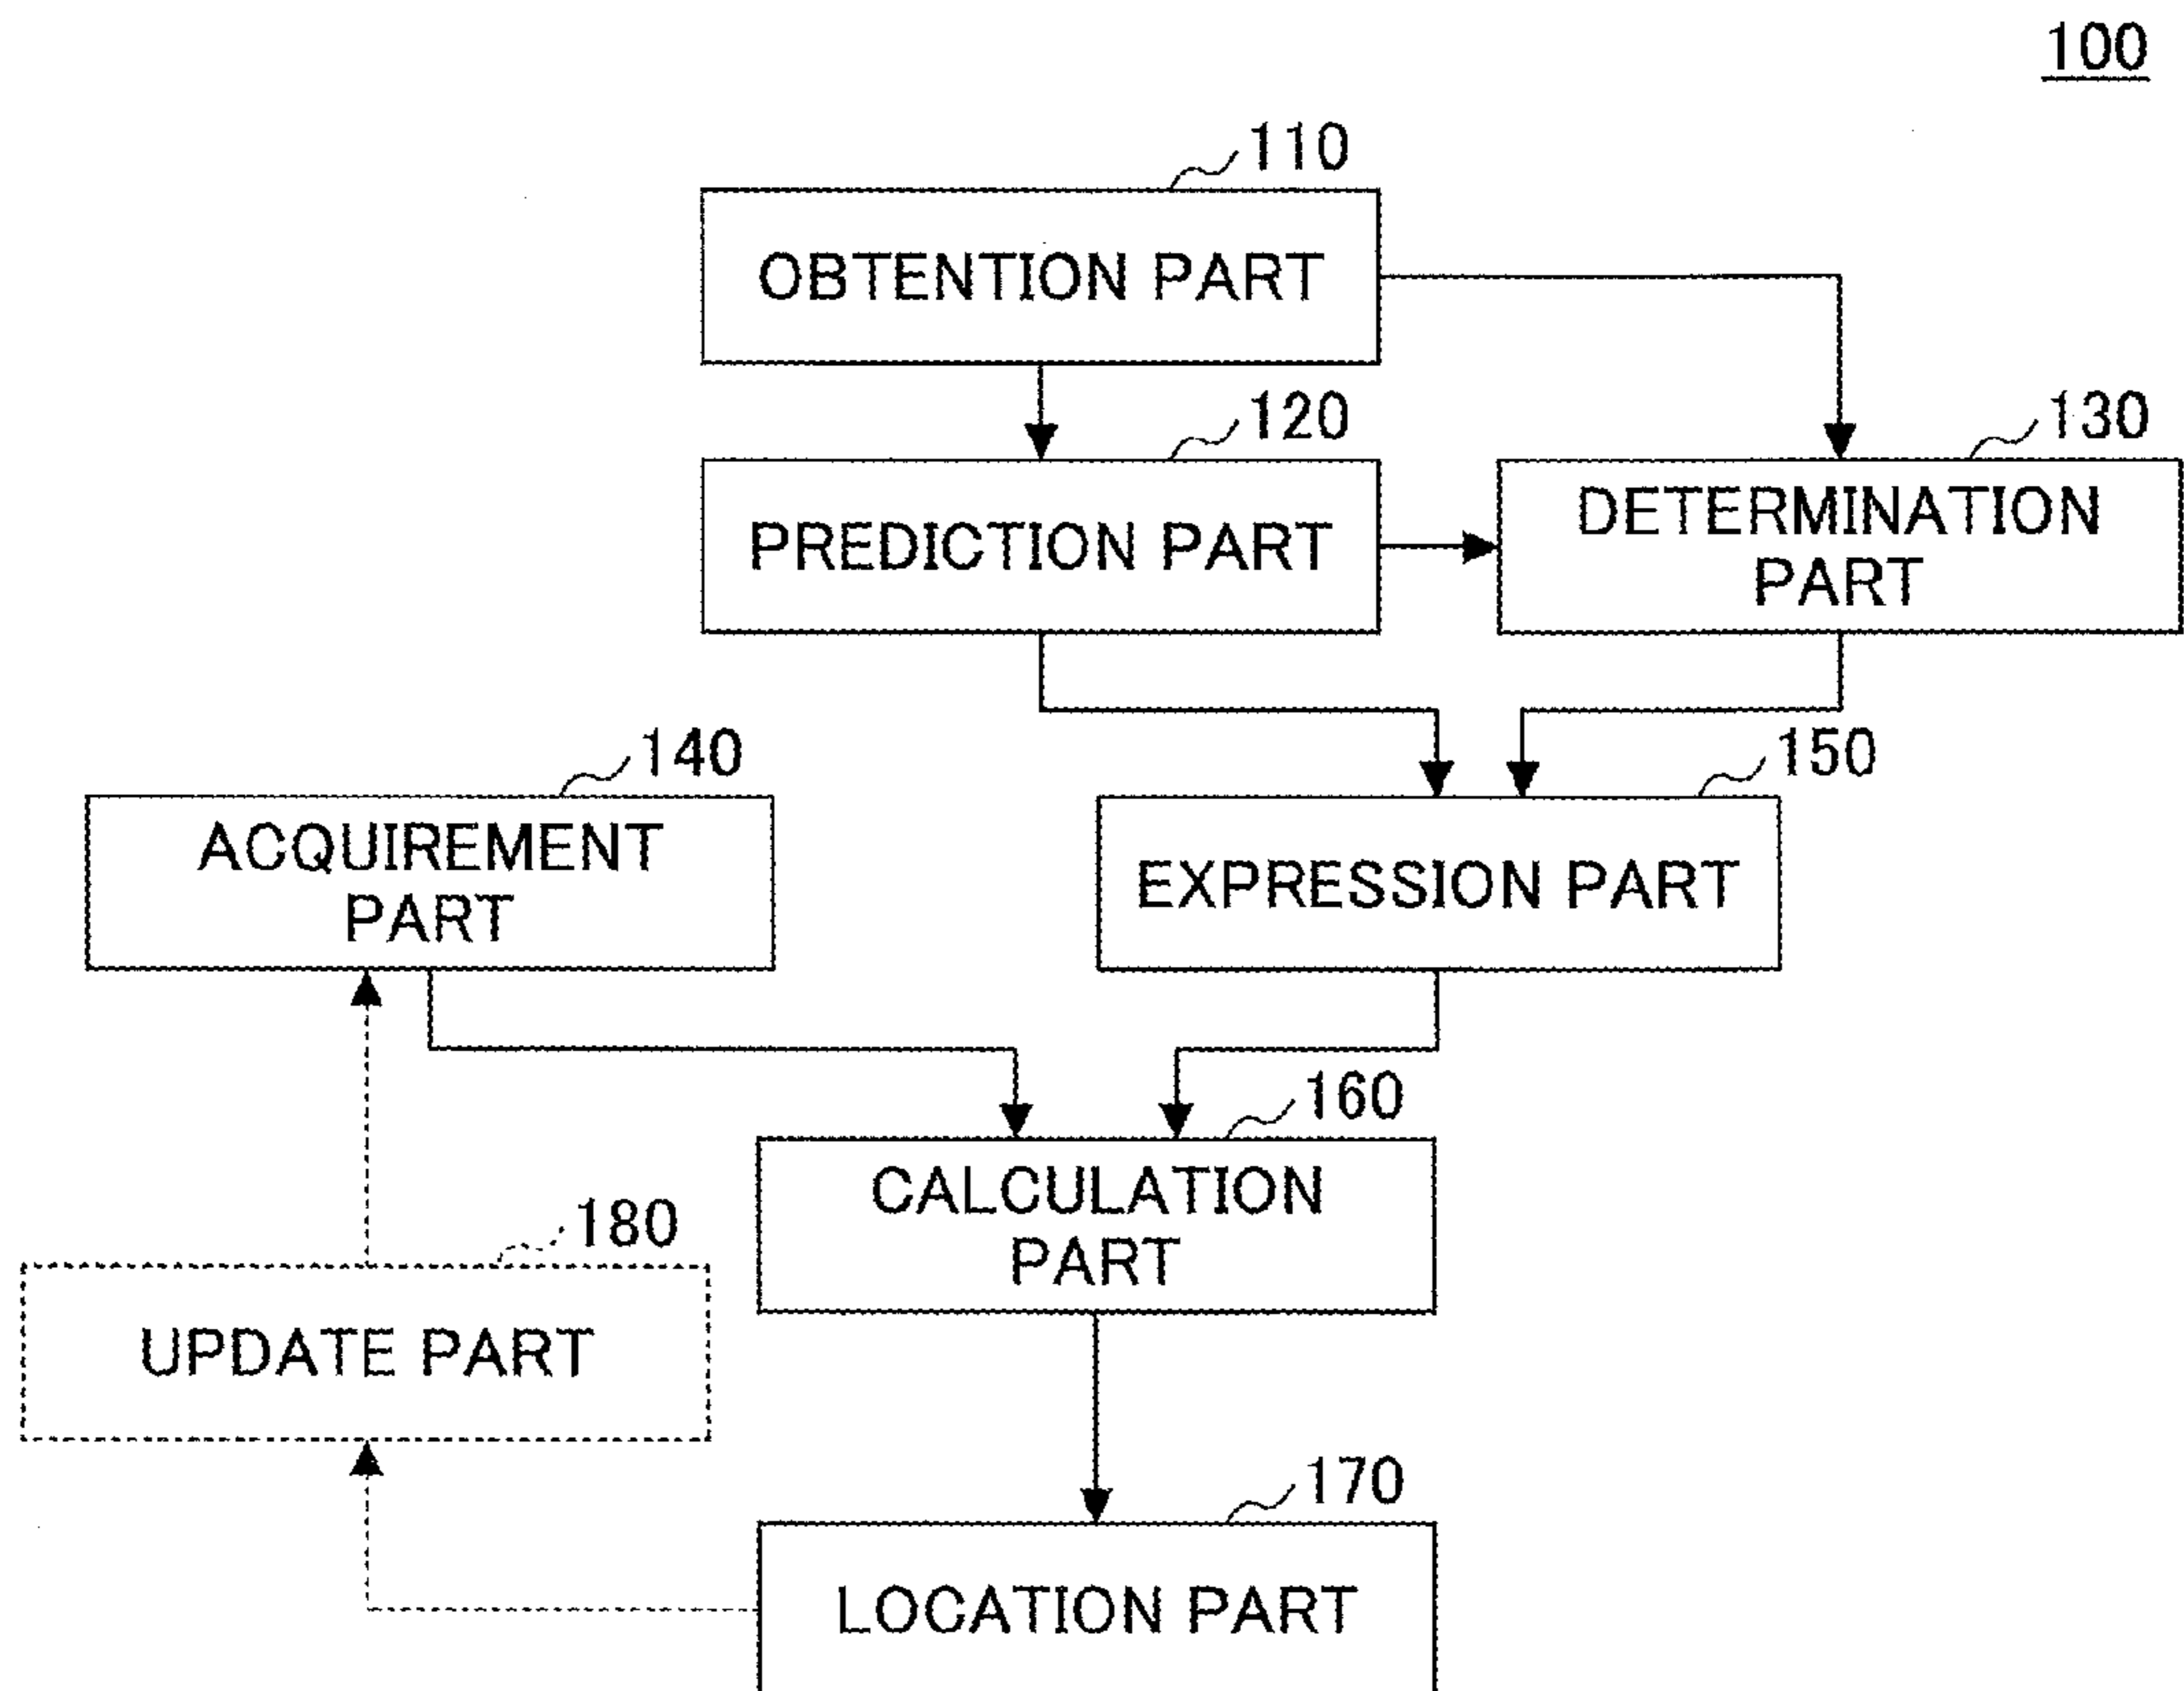 100
110
OBTENTION PART
120
130
PREDICTION PART
DETERMINATION
PART
140
150
ACQUIREMENT
PART
EXPRESSION PART
160
CALCULATION
PART
180
UPDATE PART
170
LOCATION PART